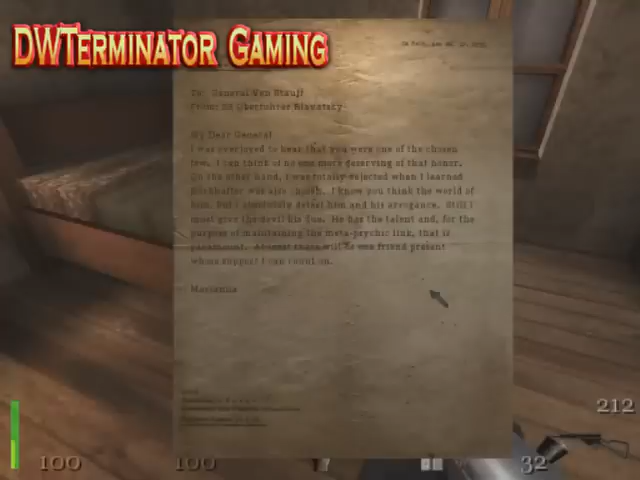 DWTERMINATOR GAMING
To: General Von Stauff
From: SS Oberfuhrer Blavatsky
My Dear General
I was overjoyed to hear that you were one of the chosen
few. I can think of no one more deserving of that honor.
On the other hand, I was totally dejected when I learned
was also chosen. I know you think the world of
him. But I absolutely detest him and his arrogance. Still I
must give the devil his due. He has the talent and, for the
purpose of maintaining the meta-psychic link, that is
paramount. At least there will be one friend present
whose support I can count on.
Marianna
212
100
100
32